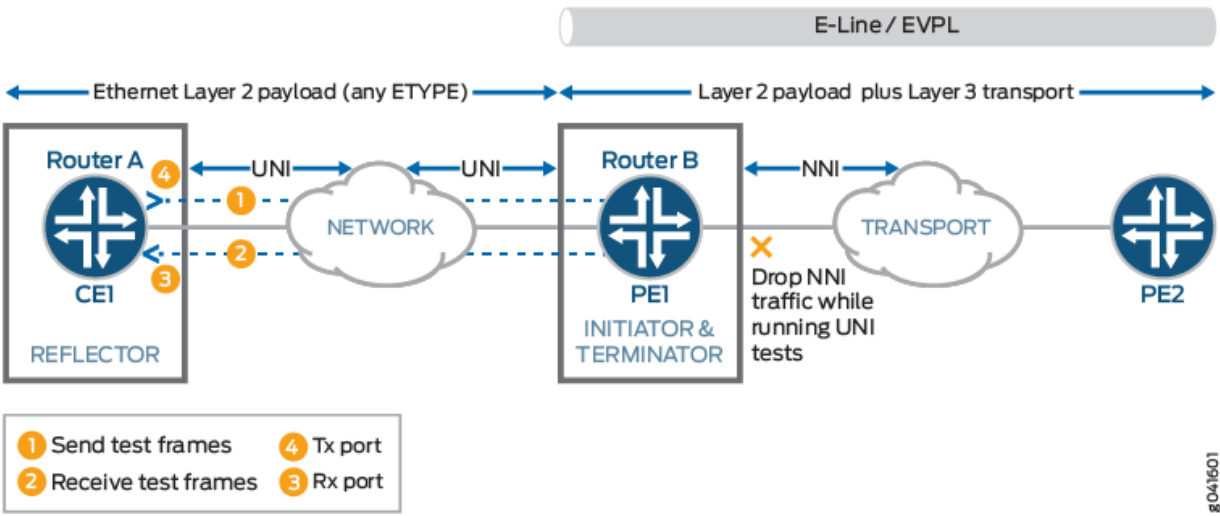 E-Line / EVPL
Ethernet Layer 2 payload (any ETYPE)
Layer 2 payload plus Layer 3 transport
Router A
4
UNI
UNI
Router B
NNI
1
NETWORK
TRANSPORT
2
3
CE1
PE1
PE2
Drop NNI
traffic while
running UNI
tests
REFLECTOR
INITIATOR &
TERMINATOR
1 Send test frames
4 Tx port
2 Receive test frames
3 Rx port
g041601